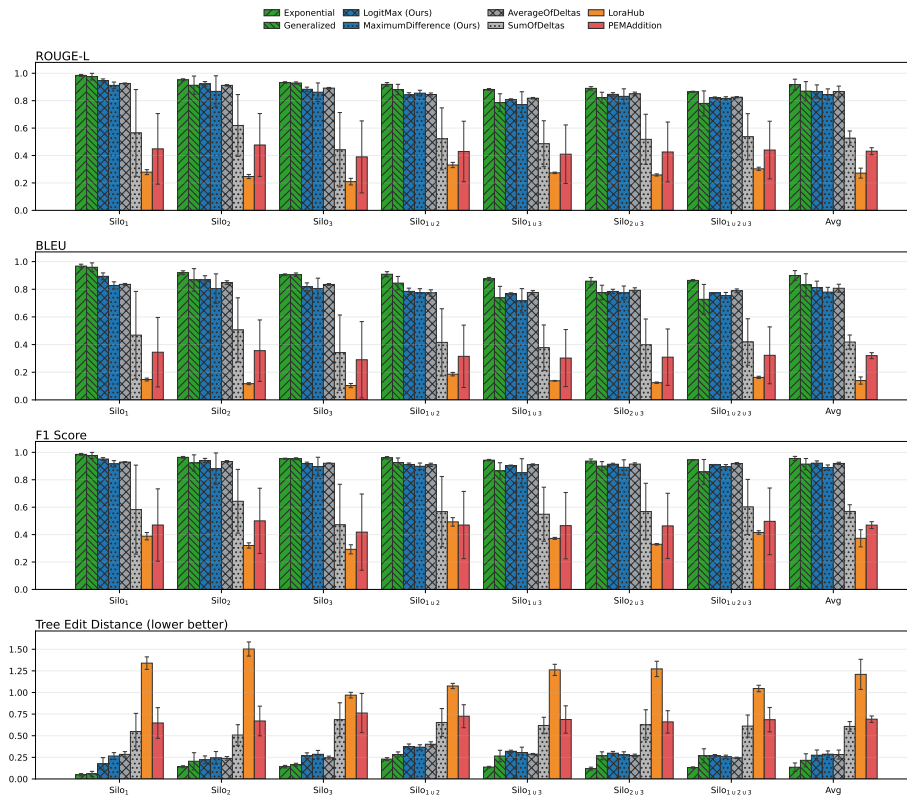 Exponential LogitMax (Ours) AverageOfDeltas LoraHub
Generalized MaximumDifference (Ours) SumOfDeltas PEMAddition
ROUGE-L
1.0
0.8
0.6
0.4
0.2
0.0
Silo₁ Silo₂ Silo₃ Silo₁∪₂ Silo₁∪₃ Silo₂∪₃ Silo₁∪₂∪₃ Avg
BLEU
1.0
0.8
0.6
0.4
0.2
0.0
Silo₁ Silo₂ Silo₃ Silo₁∪₂ Silo₁∪₃ Silo₂∪₃ Silo₁∪₂∪₃ Avg
F1 Score
1.0
0.8
0.6
0.4
0.2
0.0
Silo₁ Silo₂ Silo₃ Silo₁∪₂ Silo₁∪₃ Silo₂∪₃ Silo₁∪₂∪₃ Avg
Tree Edit Distance (lower better)
1.50
1.25
1.00
0.75
0.50
0.25
0.00
Silo₁ Silo₂ Silo₃ Silo₁∪₂ Silo₁∪₃ Silo₂∪₃ Silo₁∪₂∪₃ Avg